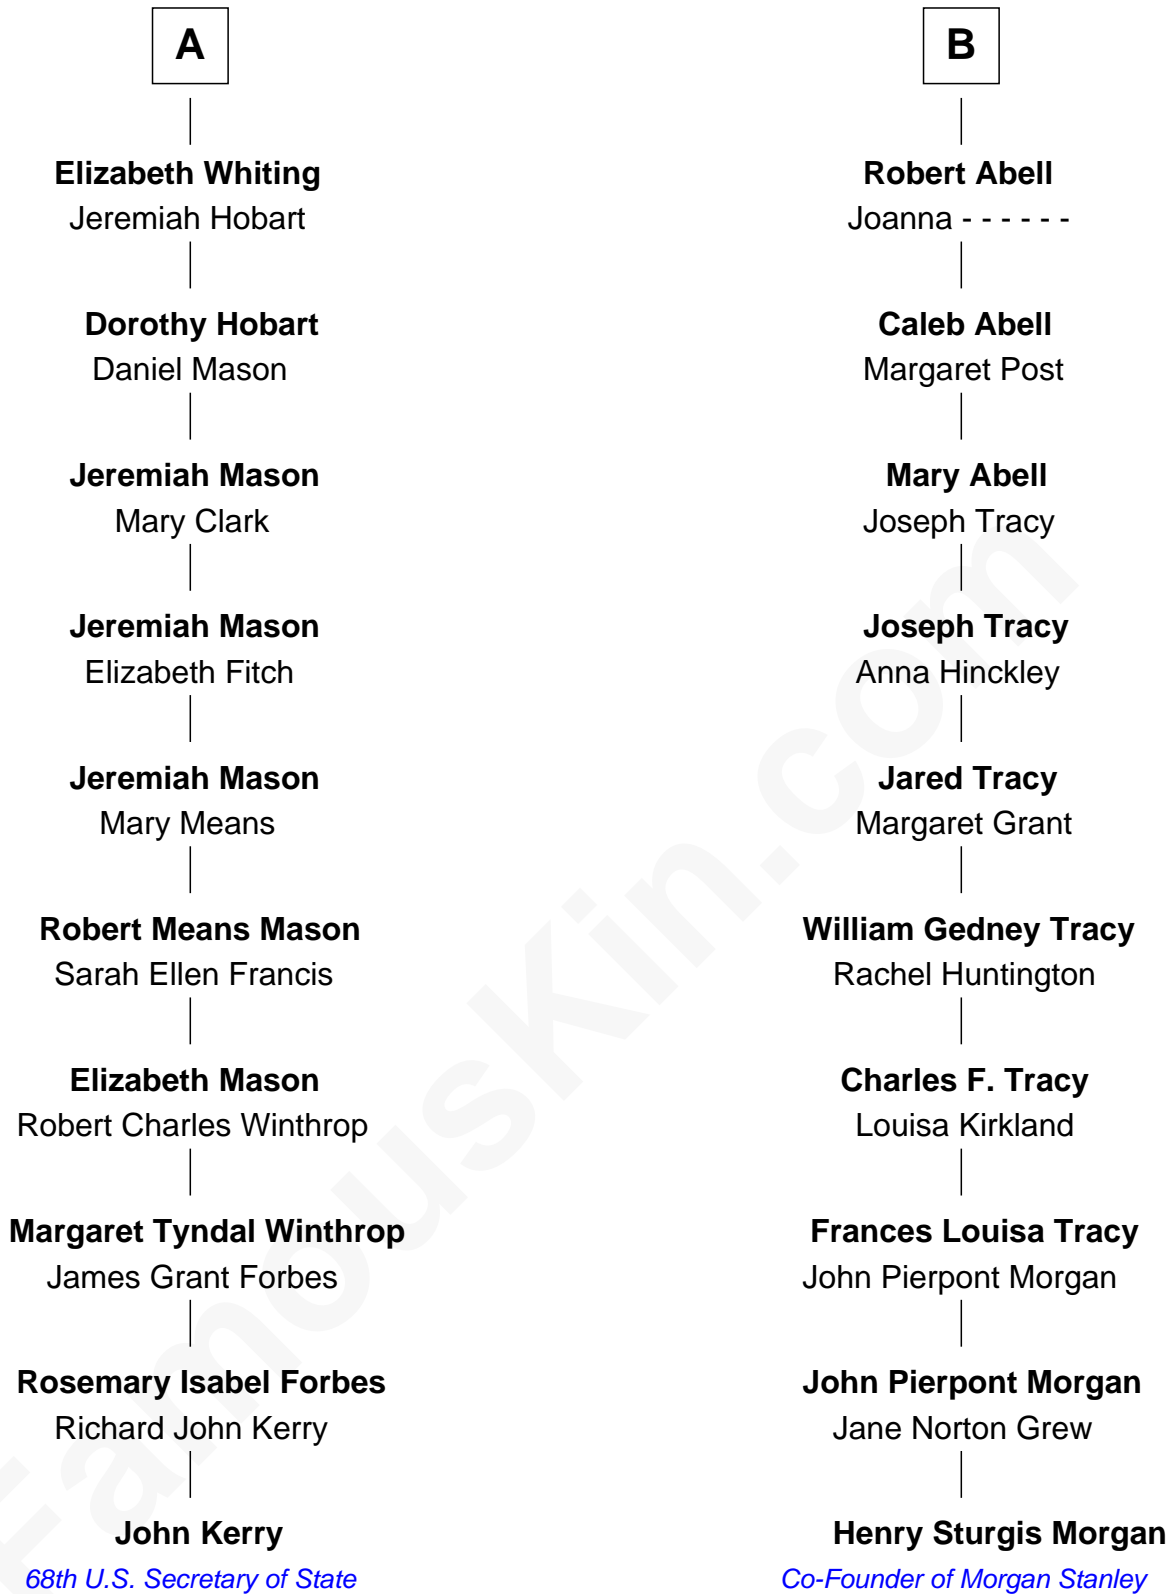 A
Elizabeth Whiting
Jeremiah Hobart
Dorothy Hobart
Daniel Mason
Jeremiah Mason
Mary Clark
Jeremiah Mason
Elizabeth Fitch
Jeremiah Mason
Mary Means
Robert Means Mason
Sarah Ellen Francis
Elizabeth Mason
Robert Charles Winthrop
Margaret Tyndal Winthrop
James Grant Forbes
Rosemary Isabel Forbes
Richard John Kerry
John Kerry
68th U.S. Secretary of State
B
Robert Abell
Joanna - - - - - -
Caleb Abell
Margaret Post
Mary Abell
Joseph Tracy
Joseph Tracy
Anna Hinckley
Jared Tracy
Margaret Grant
William Gedney Tracy
Rachel Huntington
Charles F. Tracy
Louisa Kirkland
Frances Louisa Tracy
John Pierpont Morgan
John Pierpont Morgan
Jane Norton Grew
Henry Sturgis Morgan
Co-Founder of Morgan Stanley
FamousKin.com